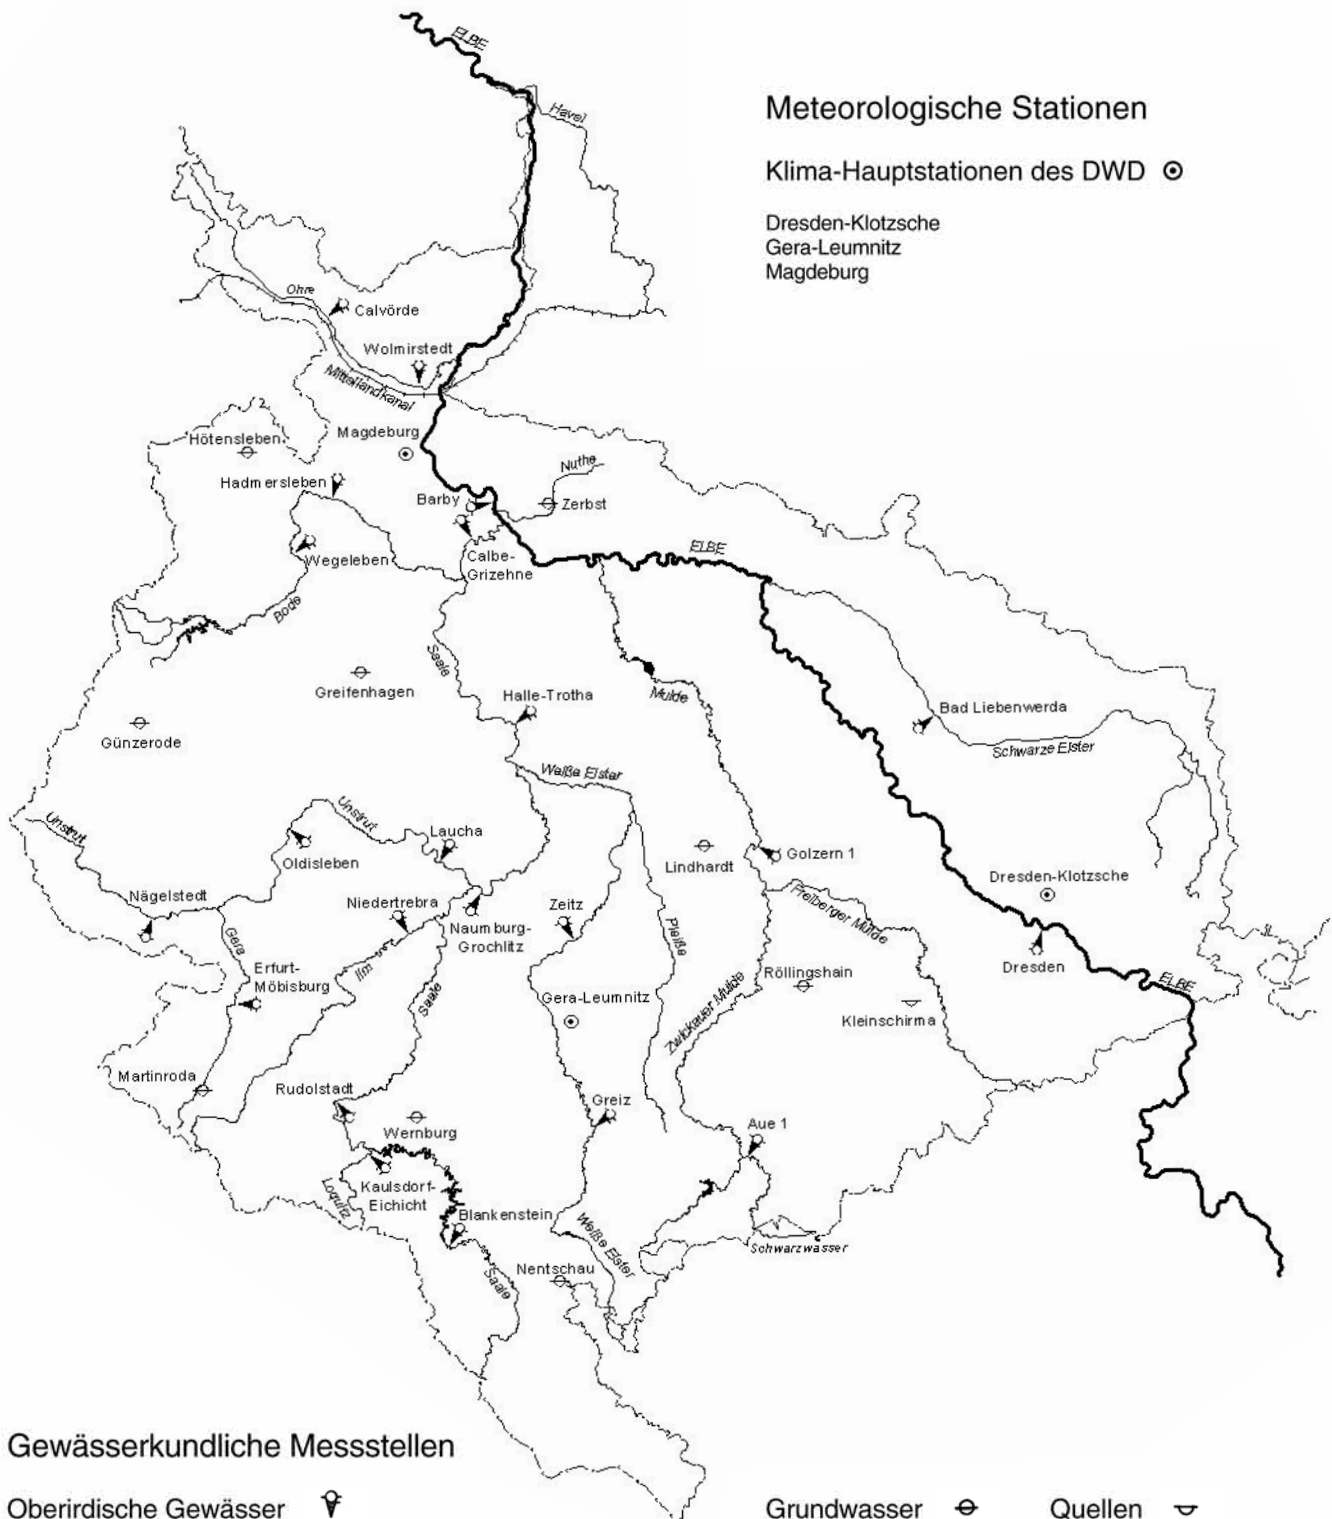 ELBE
Havel
Meteorologische Stationen
Klima-Hauptstationen des DWD
Dresden-Klotzsche
Gera-Leumnitz
Magdeburg
Ohre
Calvörde
Wolmirstedt
Mittellandkanal
Hötensleben
Magdeburg
Hadmersleben
Nuthe
Barby
Zerbst
Wegeleben
Calbe-
Grizehne
ELBE
Bode
Saale
Greifenhagen
Halle-Trotha
Mulde
Bad Liebenwerda
Günzerode
Schwarze Elster
Weiße Elster
Unstrut
Unstrut
Laucha
Oldisleben
Lindhardt
Golzern 1
Dresden-Klotzsche
Nägelstedt
Niedertrebra
Zeitz
Freiberger Mulde
Naumburg-
Grochlitz
Pleiße
Gera
Erfurt-
Möbisburg
Ilm
Saale
Gera-Leumnitz
Röllingshain
Dresden
ELBE
Zwickauer Mulde
Kleinschirma
Martinroda
Rudolstadt
Wernburg
Greiz
Aue 1
Loquitz
Kaulsdorf-
Eichicht
Blankenstein
Weiße Elster
Schwarzwasser
Nentschau
Saale
Gewässerkundliche Messstellen
Oberirdische Gewässer
Grundwasser
Quellen